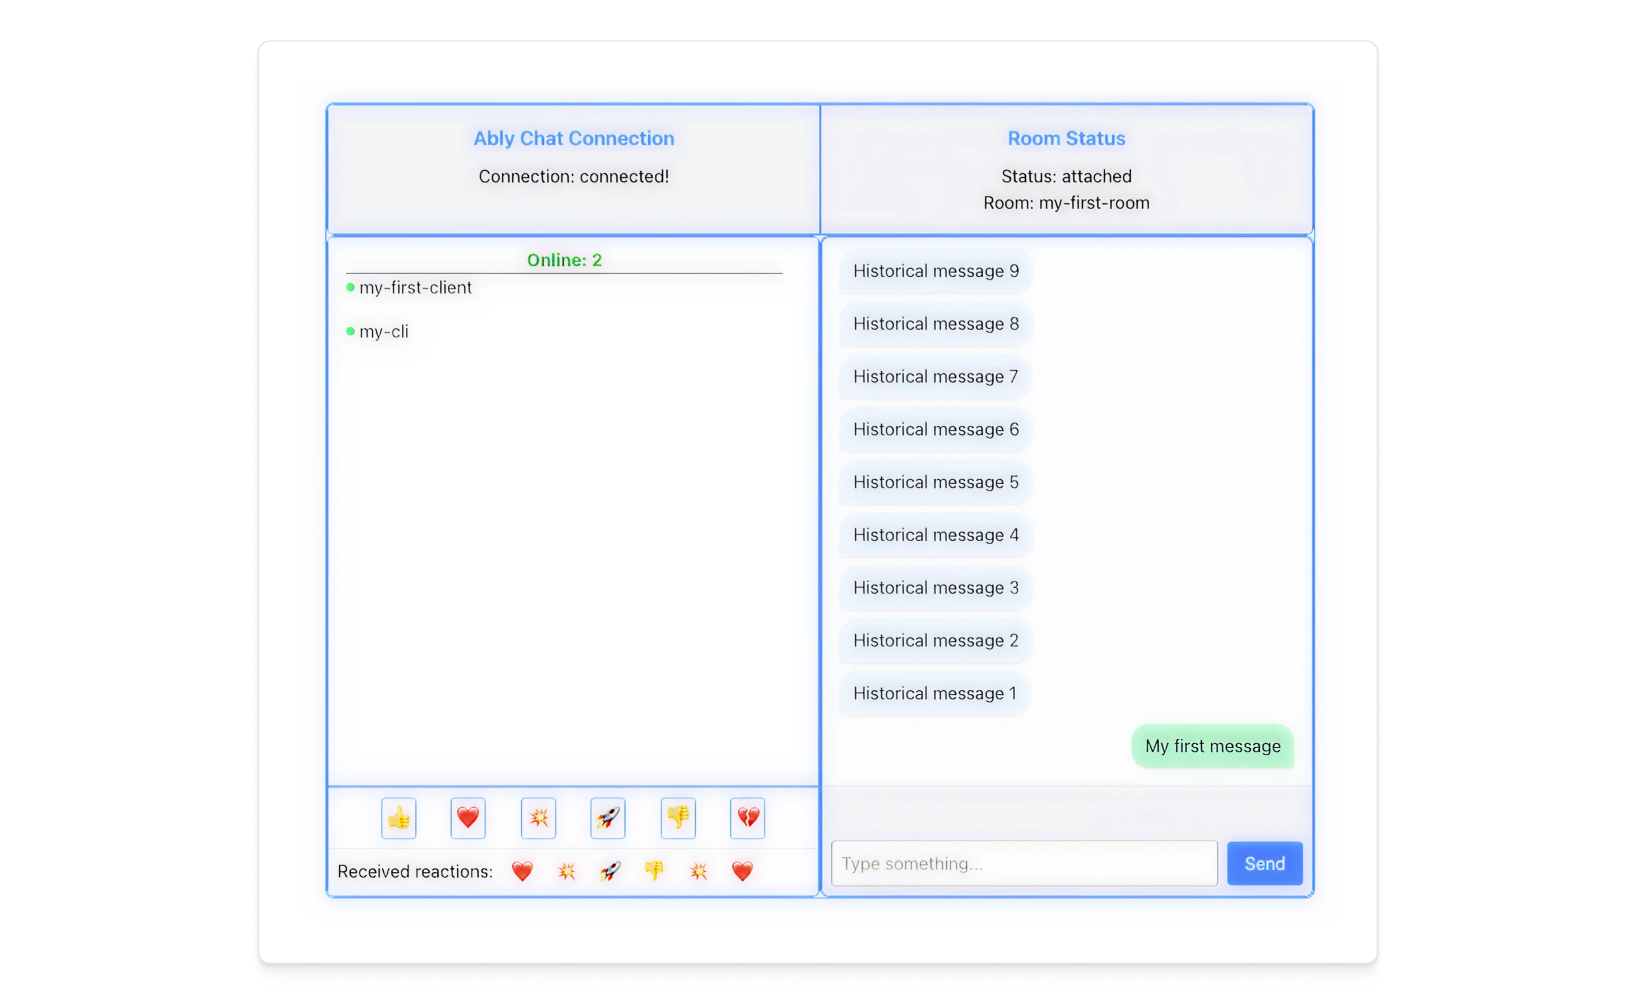 Ably Chat Connection
Connection: connected!
Room Status
Status: attached
Room: my-first-room
Online: 2
my-first-client
my-cli
Historical message 9
Historical message 8
Historical message 7
Historical message 6
Historical message 5
Historical message 4
Historical message 3
Historical message 2
Historical message 1
My first message
Received reactions:
Type something...
Send